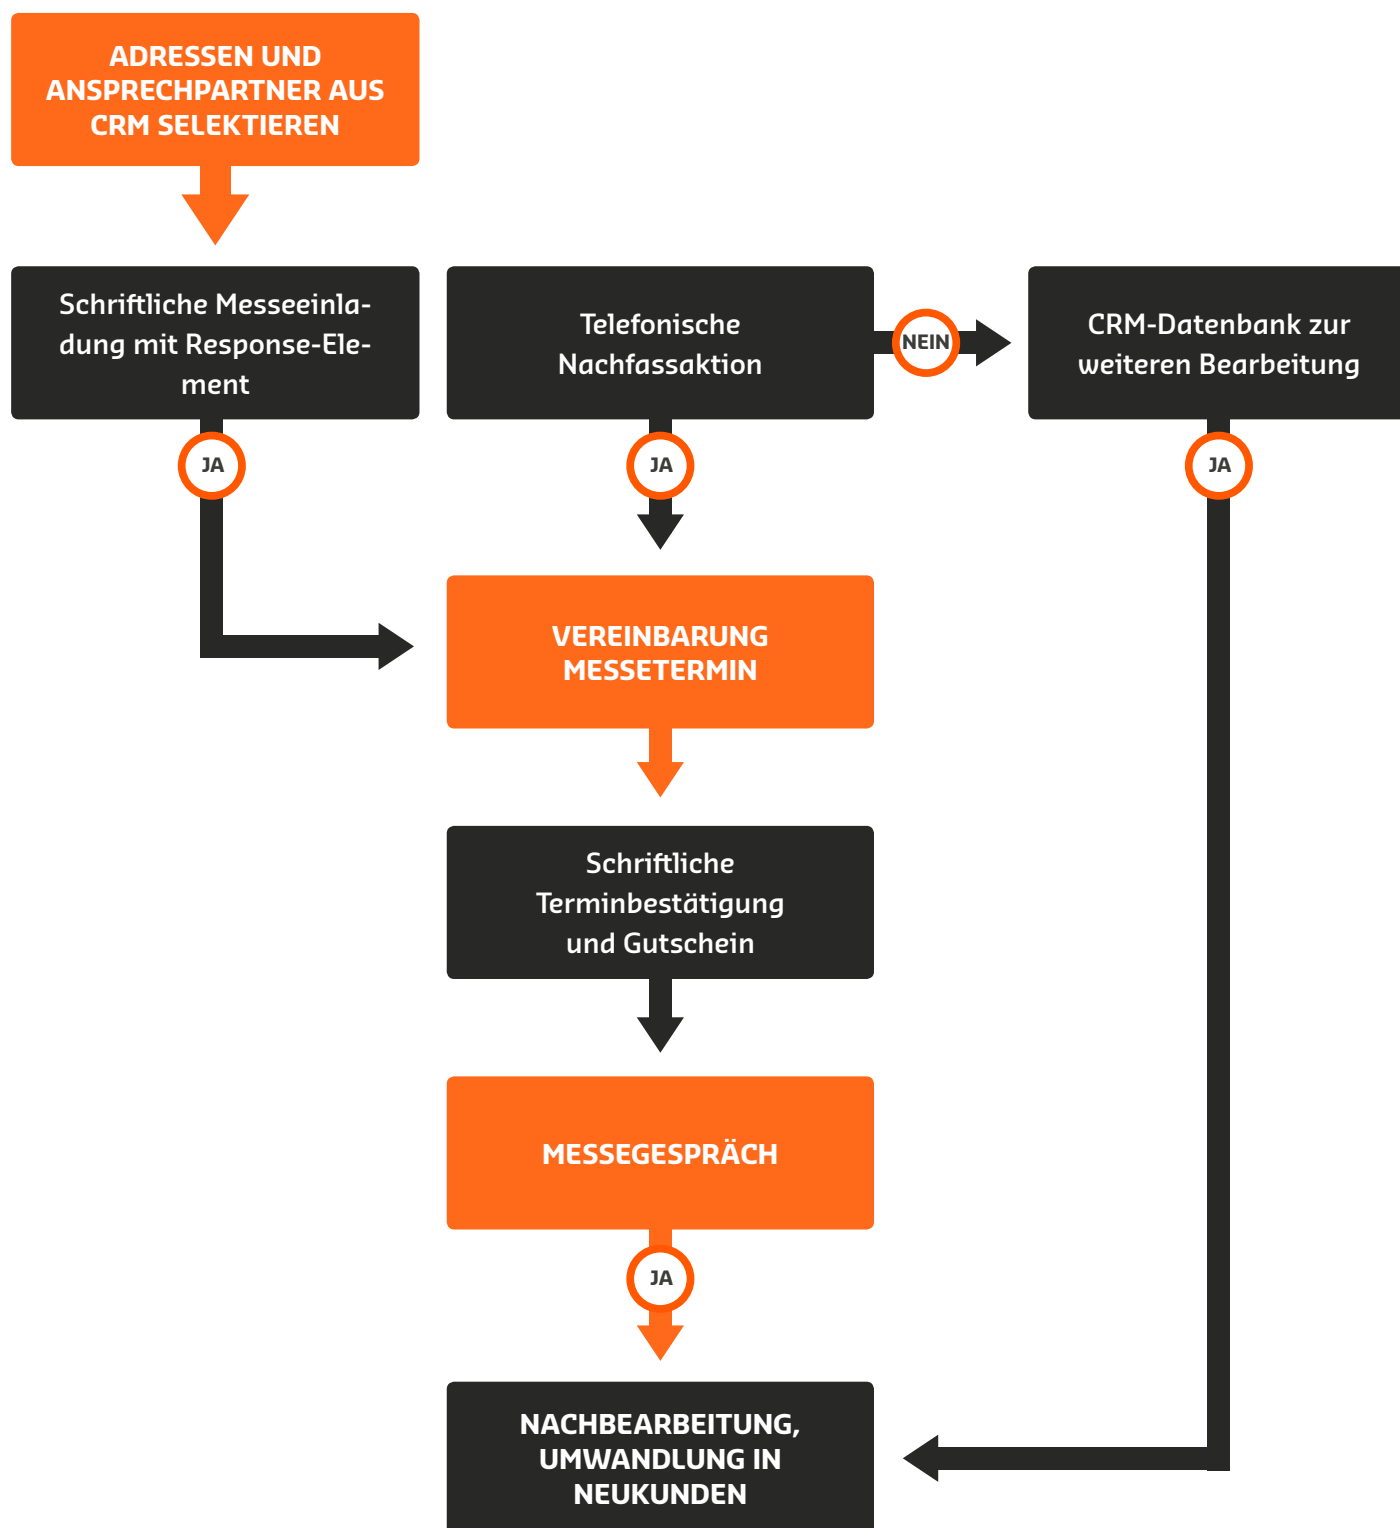 ADRESSEN UND
ANSPRECHPARTNER AUS
CRM SELEKTIEREN
Schriftliche Messeeinla-
dung mit Response-Ele-
ment
Telefonische
Nachfassaktion
NEIN
CRM-Datenbank zur
weiteren Bearbeitung
JA
JA
JA
VEREINBARUNG
MESSETERMIN
Schriftliche
Terminbestätigung
und Gutschein
MESSEGESPRÄCH
JA
NACHBEARBEITUNG,
UMWANDLUNG IN
NEUKUNDEN